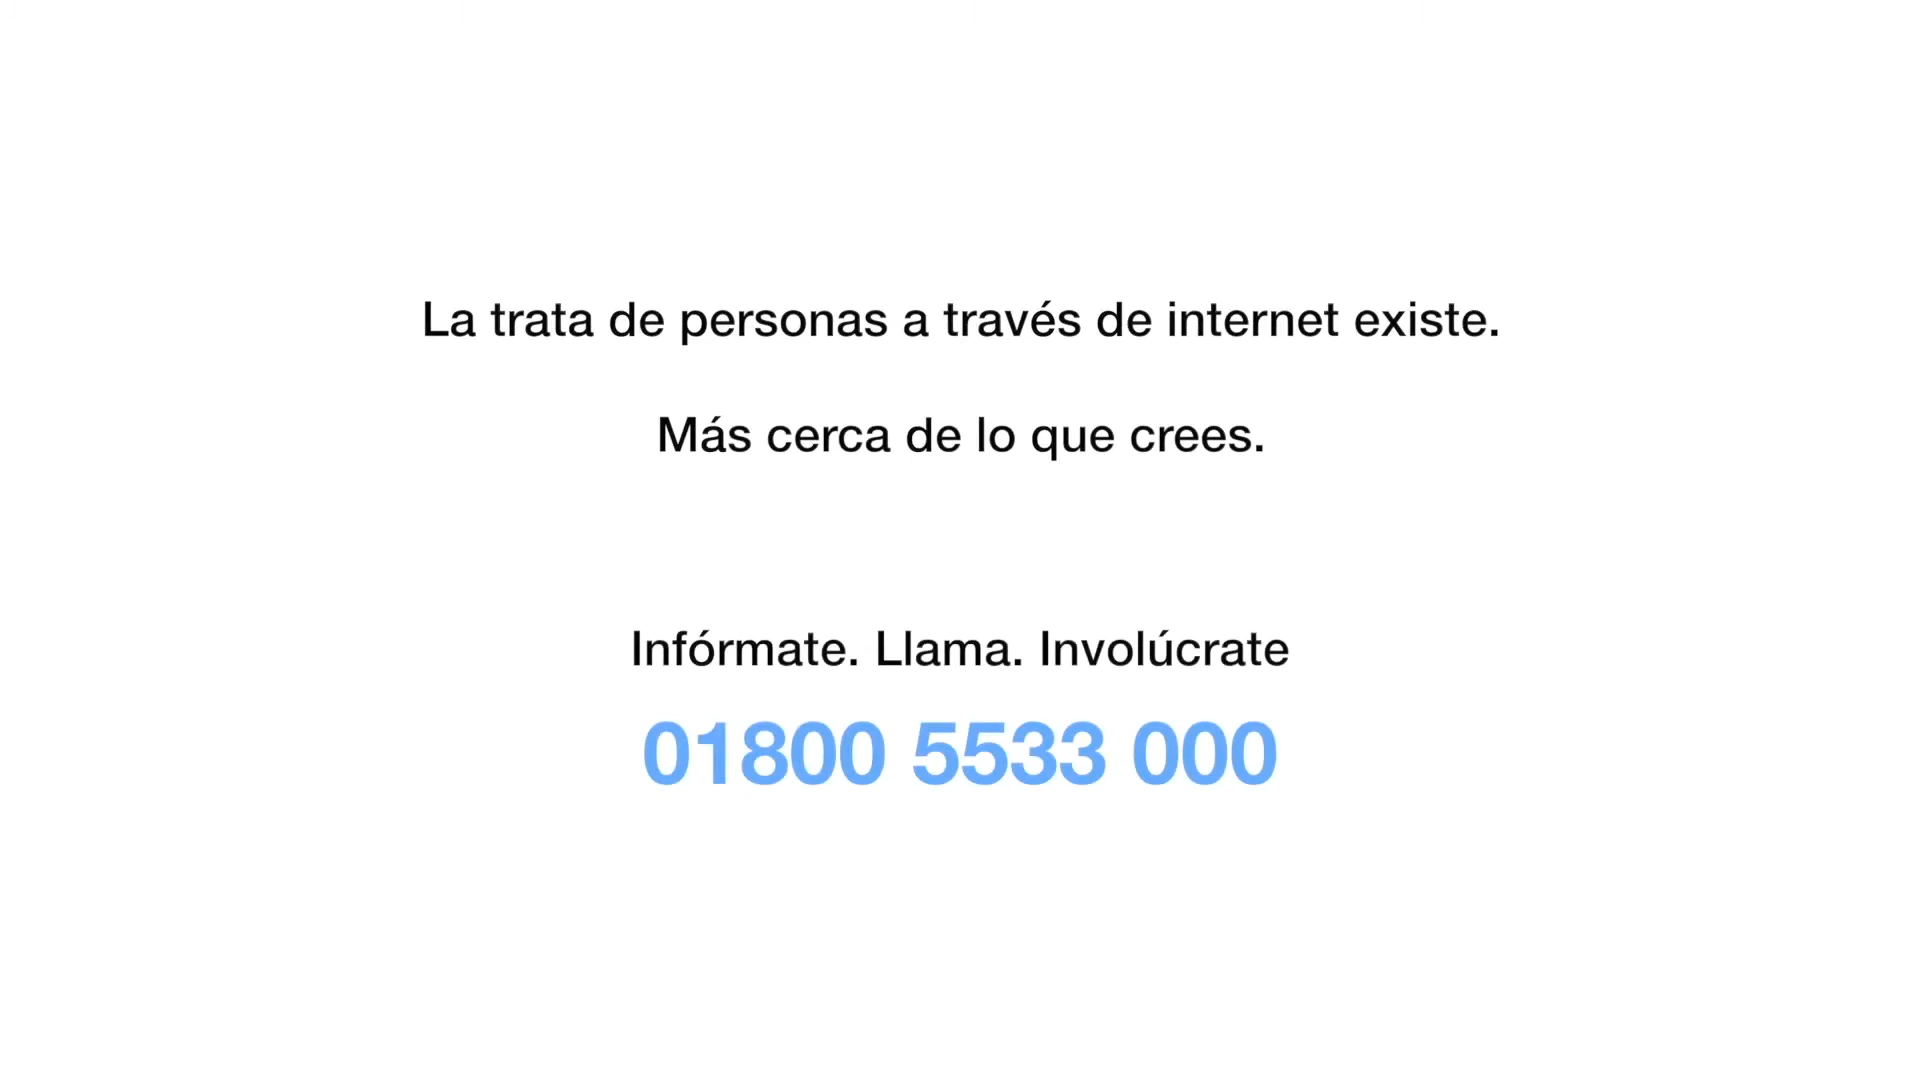 La trata de personas a través de internet existe.
Más cerca de lo que crees.
Infórmate. Llama. Involúcrate
01800 5533 000